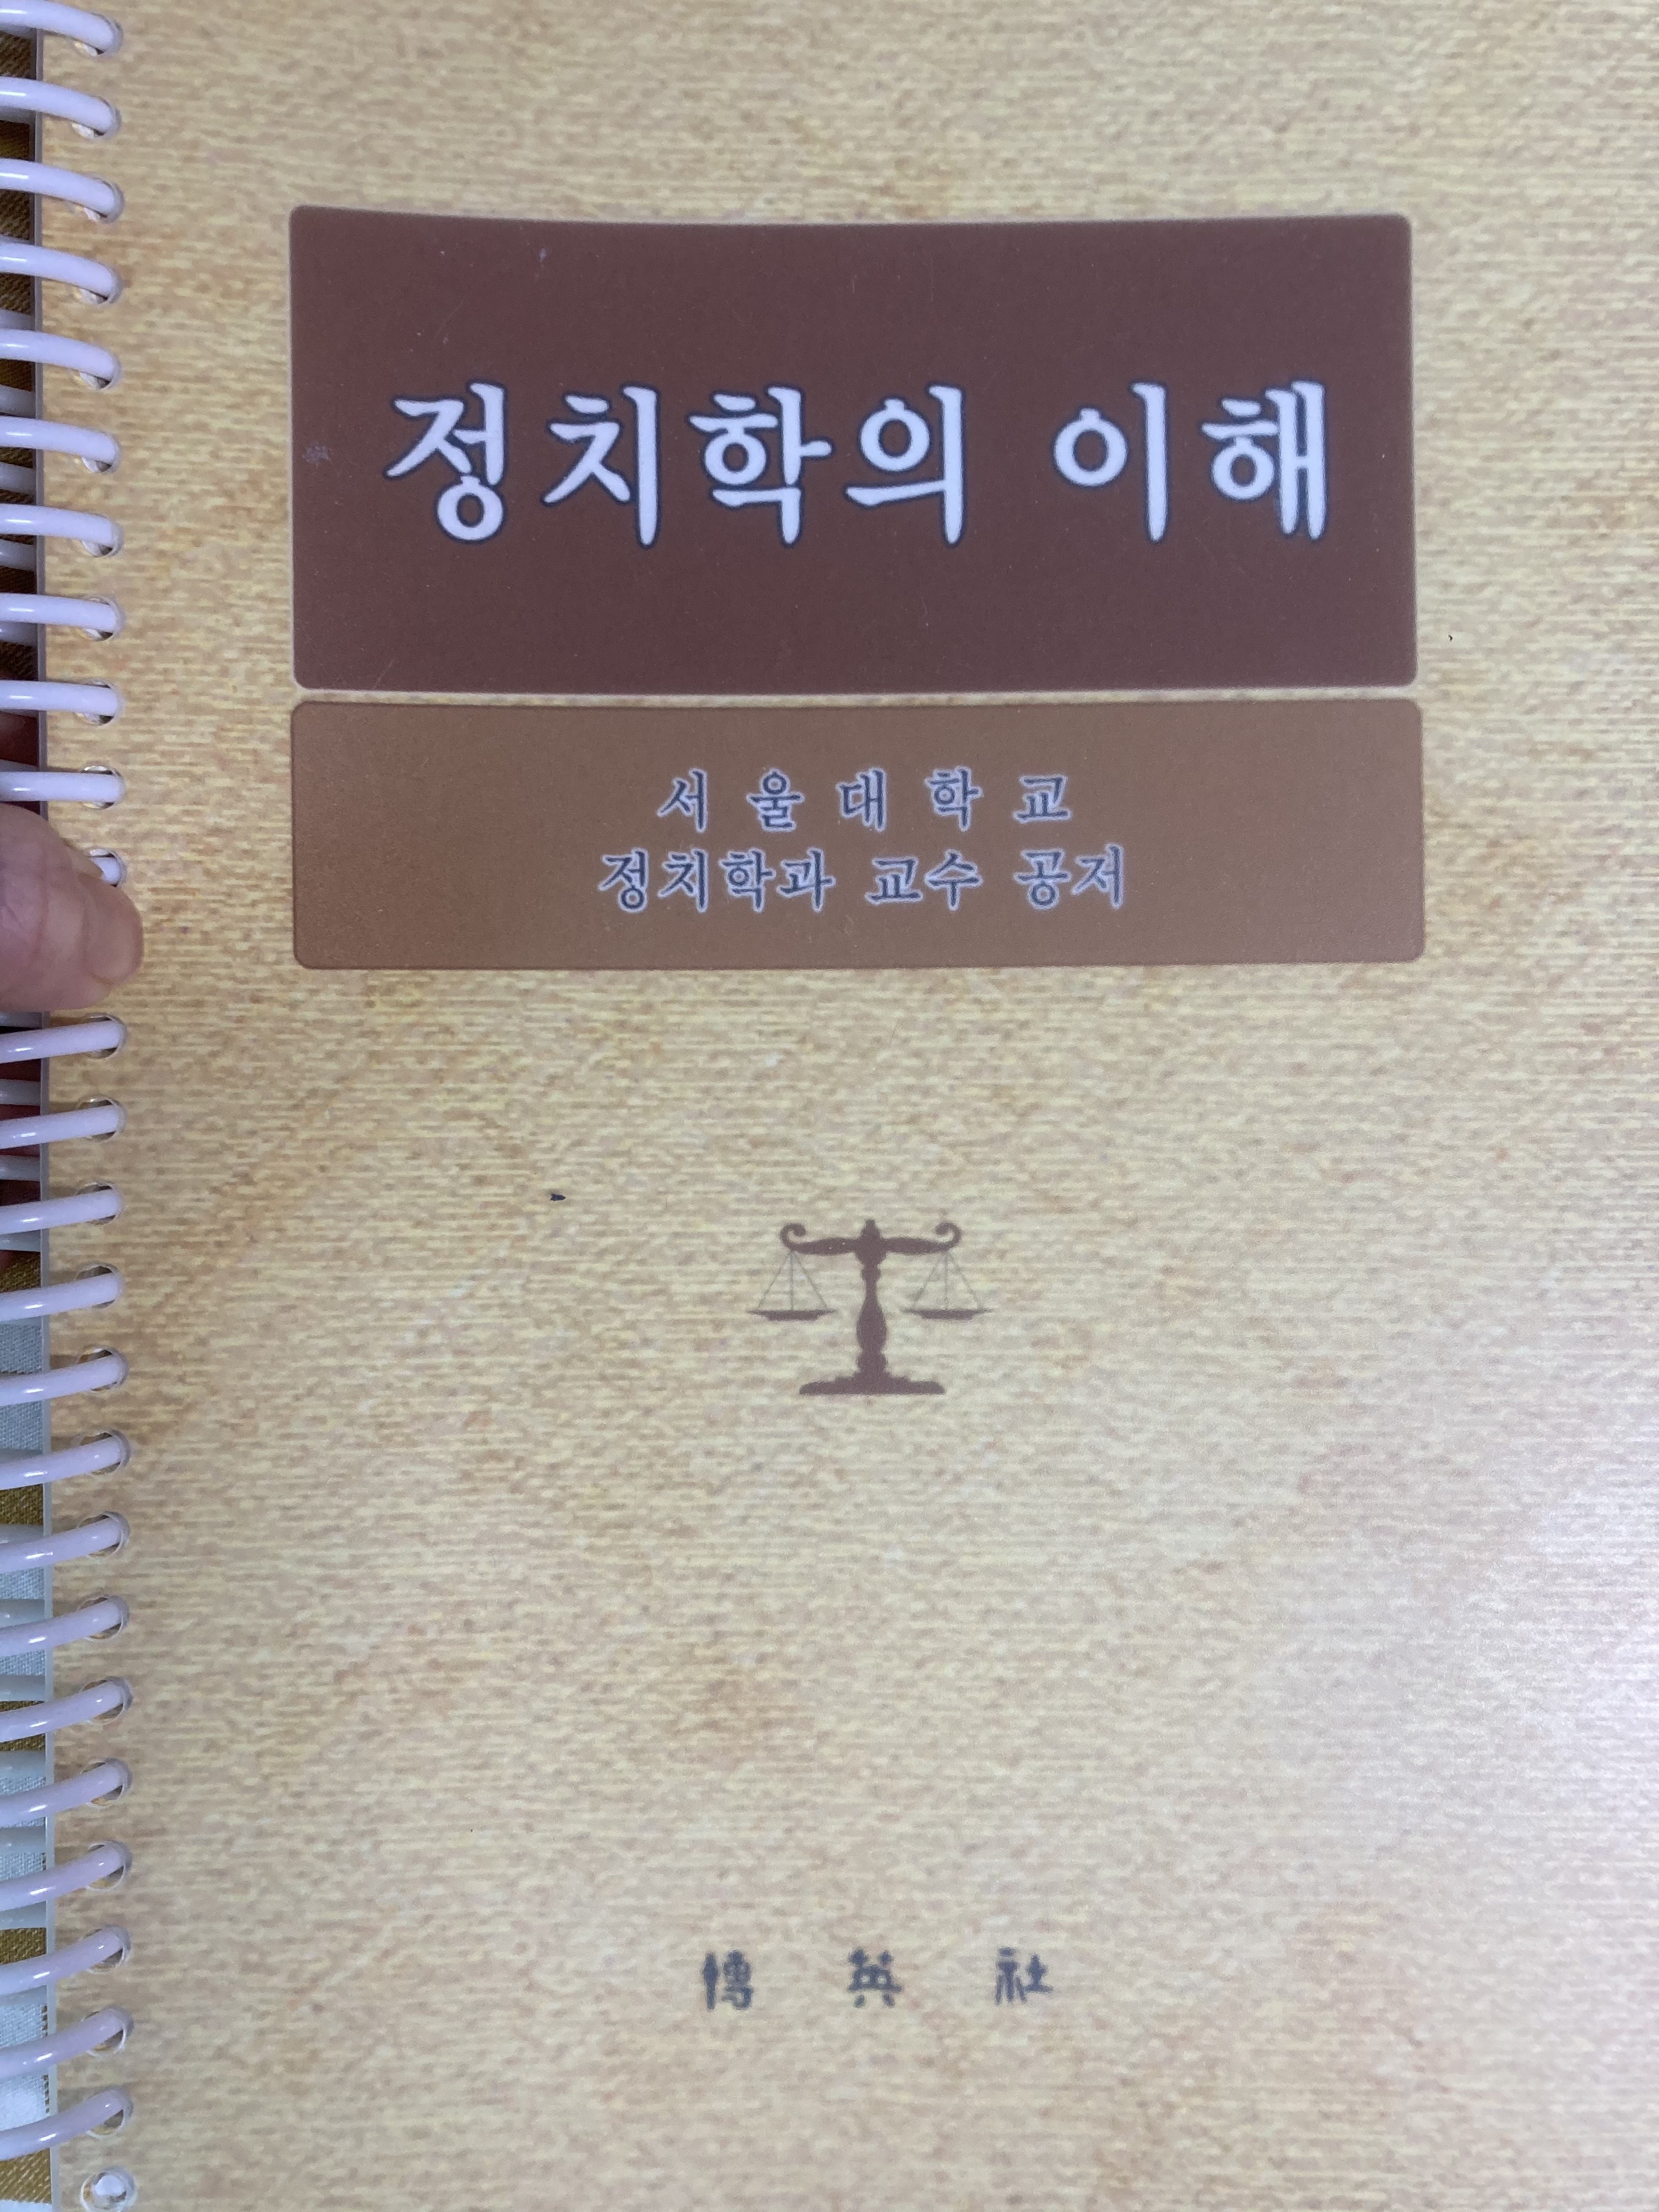 정치학의 이해
서울대학교
정치학과 교수 공저
博英社